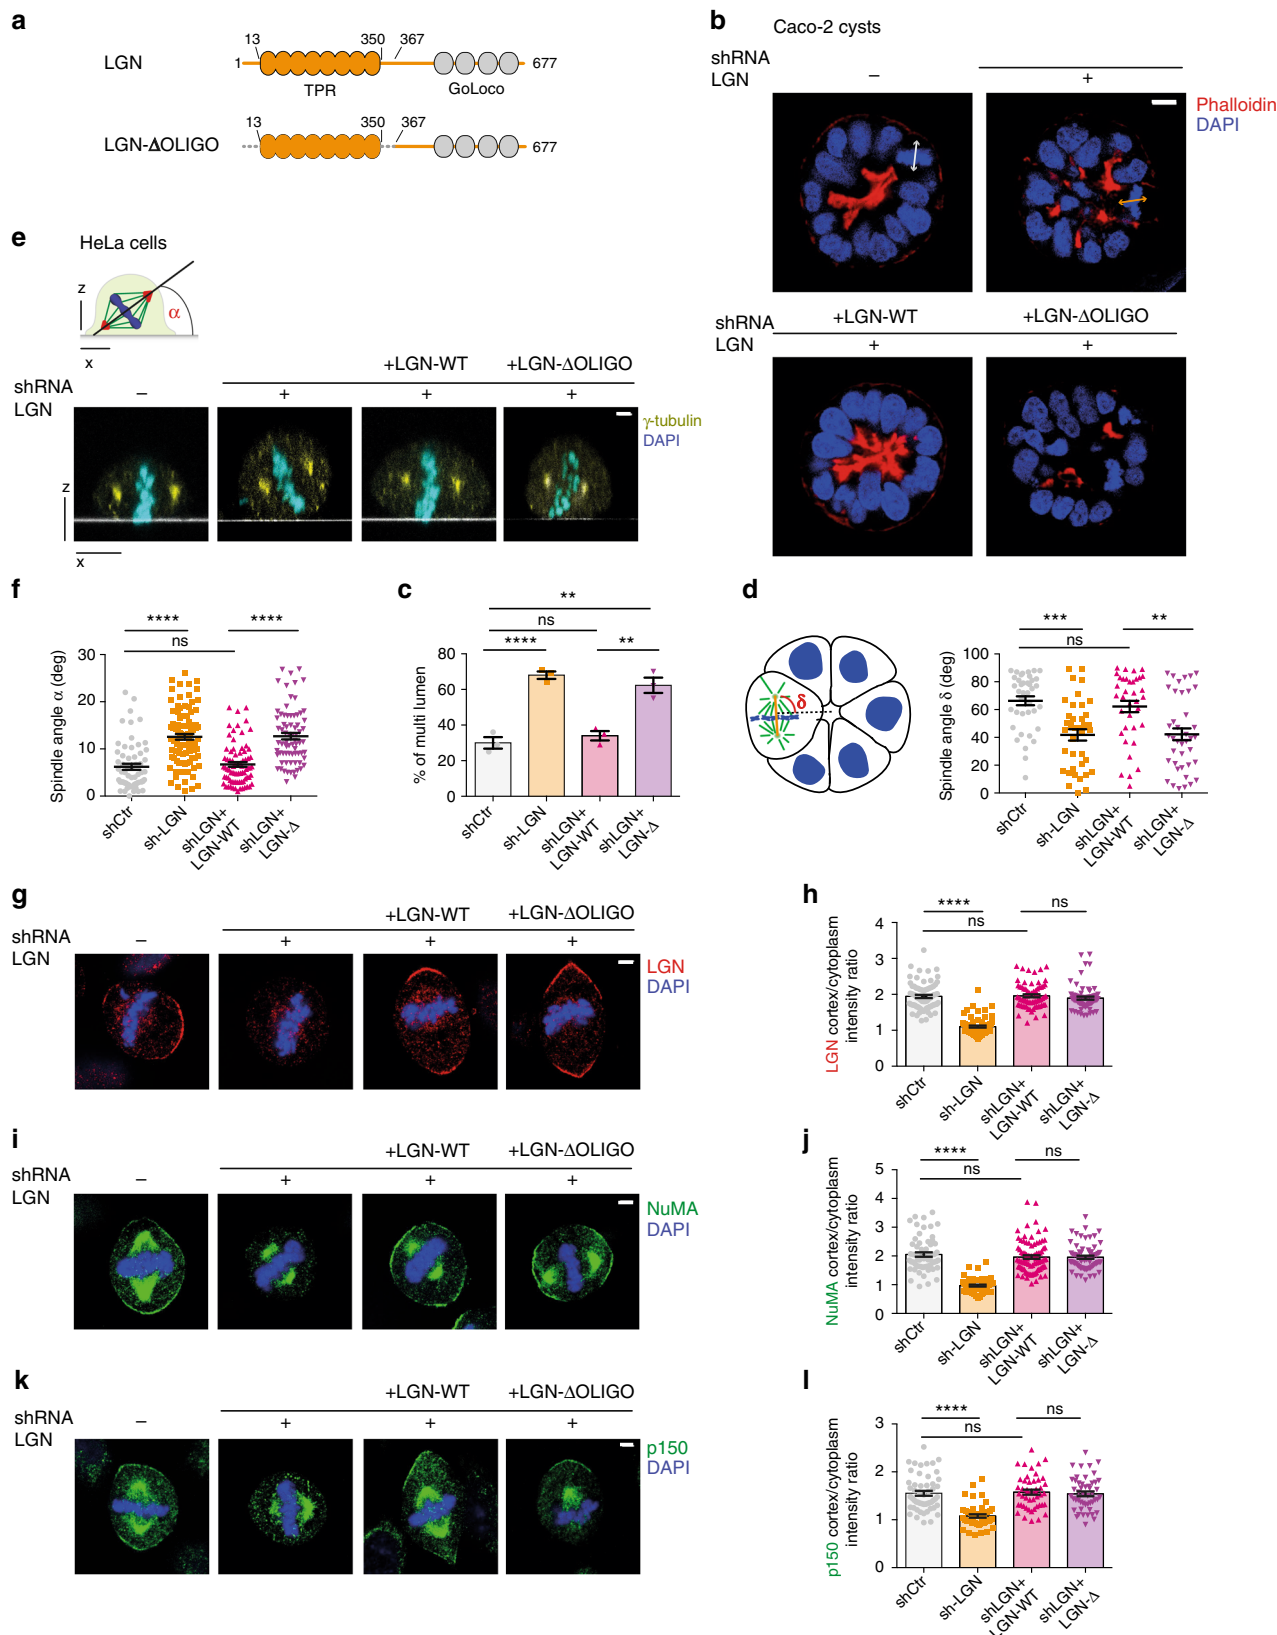 a
LGN
1
13
350
367
677
TPR
GoLoco
LGN-ΔOLIGO
13
350
367
677
b
Caco-2 cysts
shRNA
LGN
–
+
Phalloidin
DAPI
shRNA
LGN
+LGN-WT
+LGN-ΔOLIGO
+
+
e
HeLa cells
z
x
α
+LGN-WT
+LGN-ΔOLIGO
shRNA
LGN
–
+
+
+
γ-tubulin
DAPI
z
x
f
Spindle angle α (deg)
30
20
10
0
****
ns
****
shCtr
sh-LGN
shLGN+
LGN-WT
shLGN+
LGN-Δ
c
% of multi lumen
80
60
40
20
0
**
ns
****
**
shCtr
sh-LGN
shLGN+
LGN-WT
shLGN+
LGN-Δ
d
δ
Spindle angle δ (deg)
100
80
60
40
20
0
***
ns
**
shCtr
sh-LGN
shLGN+
LGN-WT
shLGN+
LGN-Δ
g
+LGN-WT
+LGN-ΔOLIGO
shRNA
LGN
–
+
+
+
LGN
DAPI
h
LGN cortex/cytoplasm
intensity ratio
4
3
2
1
0
****
ns
ns
shCtr
sh-LGN
shLGN+
LGN-WT
shLGN+
LGN-Δ
i
+LGN-WT
+LGN-ΔOLIGO
shRNA
LGN
–
+
+
+
NuMA
DAPI
j
NuMA cortex/cytoplasm
intensity ratio
5
4
3
2
1
0
****
ns
ns
shCtr
sh-LGN
shLGN+
LGN-WT
shLGN+
LGN-Δ
k
+LGN-WT
+LGN-ΔOLIGO
shRNA
LGN
–
+
+
+
p150
DAPI
l
p150 cortex/cytoplasm
intensity ratio
3
2
1
0
****
ns
ns
shCtr
sh-LGN
shLGN+
LGN-WT
shLGN+
LGN-Δ